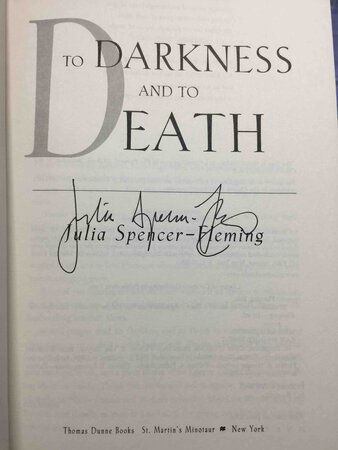 TO DARKNESS
AND TO
DEATH
Julia Spencer-Fleming
Thomas Dunne Books St. Martin's Minotaur New York